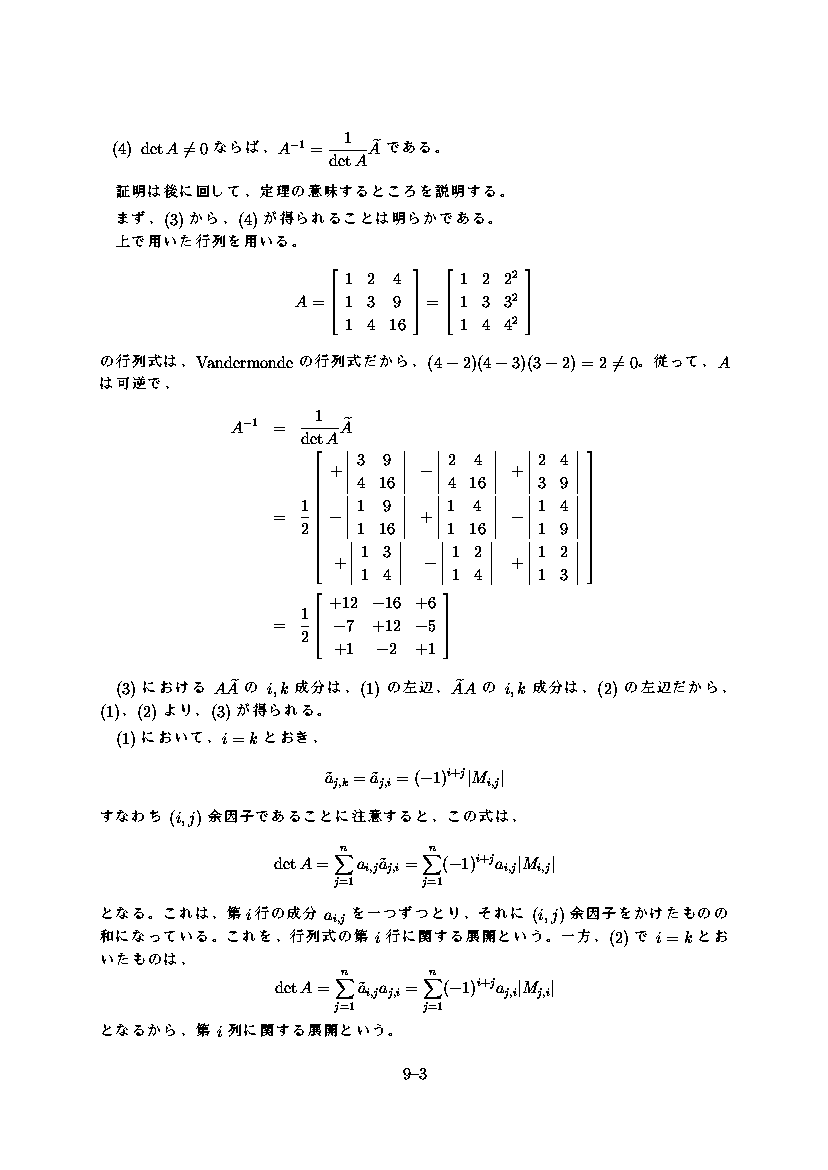 (4) det A ≠ 0 ならば、A⁻¹ = \frac{1}{\det A} Ã である。
証明は後に回して、定理の意味するところを説明する。
まず、(3) から、(4) が得られることは明らかである。
上で用いた行列を用いる。
A = \begin{bmatrix} 1 & 2 & 4 \\ 1 & 3 & 9 \\ 1 & 4 & 16 \end{bmatrix} = \begin{bmatrix} 1 & 2 & 2^2 \\ 1 & 3 & 3^2 \\ 1 & 4 & 4^2 \end{bmatrix}
の行列式は、Vandermonde の行列式だから、(4 − 2)(4 − 3)(3 − 2) = 2 ≠ 0。従って、A
は可逆で、
A^{-1} = \frac{1}{\det A} \tilde{A}
= \frac{1}{2} \begin{bmatrix} +\begin{vmatrix} 3 & 9 \\ 4 & 16 \end{vmatrix} & -\begin{vmatrix} 2 & 4 \\ 4 & 16 \end{vmatrix} & +\begin{vmatrix} 2 & 4 \\ 3 & 9 \end{vmatrix} \\ -\begin{vmatrix} 1 & 9 \\ 1 & 16 \end{vmatrix} & +\begin{vmatrix} 1 & 4 \\ 1 & 16 \end{vmatrix} & -\begin{vmatrix} 1 & 4 \\ 1 & 9 \end{vmatrix} \\ +\begin{vmatrix} 1 & 3 \\ 1 & 4 \end{vmatrix} & -\begin{vmatrix} 1 & 2 \\ 1 & 4 \end{vmatrix} & +\begin{vmatrix} 1 & 2 \\ 1 & 3 \end{vmatrix} \end{bmatrix}
= \frac{1}{2} \begin{bmatrix} +12 & -16 & +6 \\ -7 & +12 & -5 \\ +1 & -2 & +1 \end{bmatrix}
(3) における AÃ の i, k 成分は、(1) の左辺、ÃA の i, k 成分は、(2) の左辺だから、
(1)、(2) より、(3) が得られる。
(1) において、i = k とおき、
\tilde{a}_{j,k} = \tilde{a}_{j,i} = (-1)^{i+j} |M_{i,j}|
すなわち (i, j) 余因子であることに注意すると、この式は、
\det A = \sum_{j=1}^{n} a_{i,j} \tilde{a}_{j,i} = \sum_{j=1}^{n} (-1)^{i+j} a_{i,j} |M_{i,j}|
となる。これは、第 i 行の成分 a_{i,j} を一つずつとり、それに (i, j) 余因子をかけたものの
和になっている。これを、行列式の第 i 行に関する展開という。一方、(2) で i = k とお
いたものは、
\det A = \sum_{j=1}^{n} \tilde{a}_{i,j} a_{j,i} = \sum_{j=1}^{n} (-1)^{i+j} a_{j,i} |M_{j,i}|
となるから、第 i 列に関する展開という。
9–3